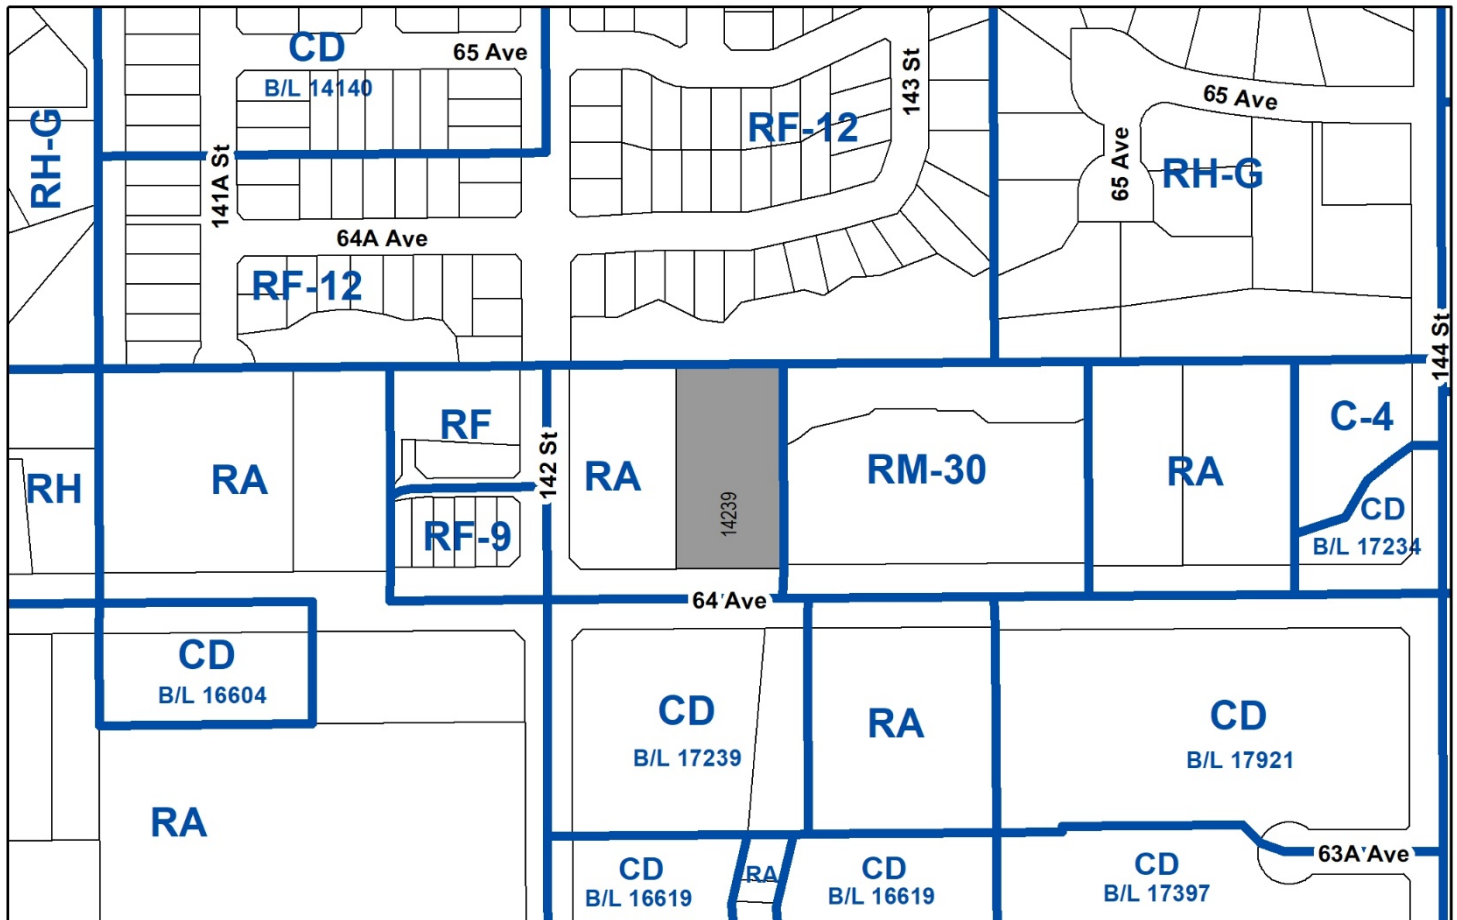 CD
65 Ave
B/L 14140
143 St
65 Ave
RF-12
RH-G
141A St
65 Ave
RH-G
64A Ave
RF-12
144 St
RF
C-4
142 St
RH
RA
RA
RM-30
RA
14239
RF-9
CD
B/L 17234
64 Ave
CD
B/L 16604
CD
B/L 17239
RA
CD
B/L 17921
RA
63A Ave
CD
B/L 16619
RA
CD
B/L 16619
CD
B/L 17397